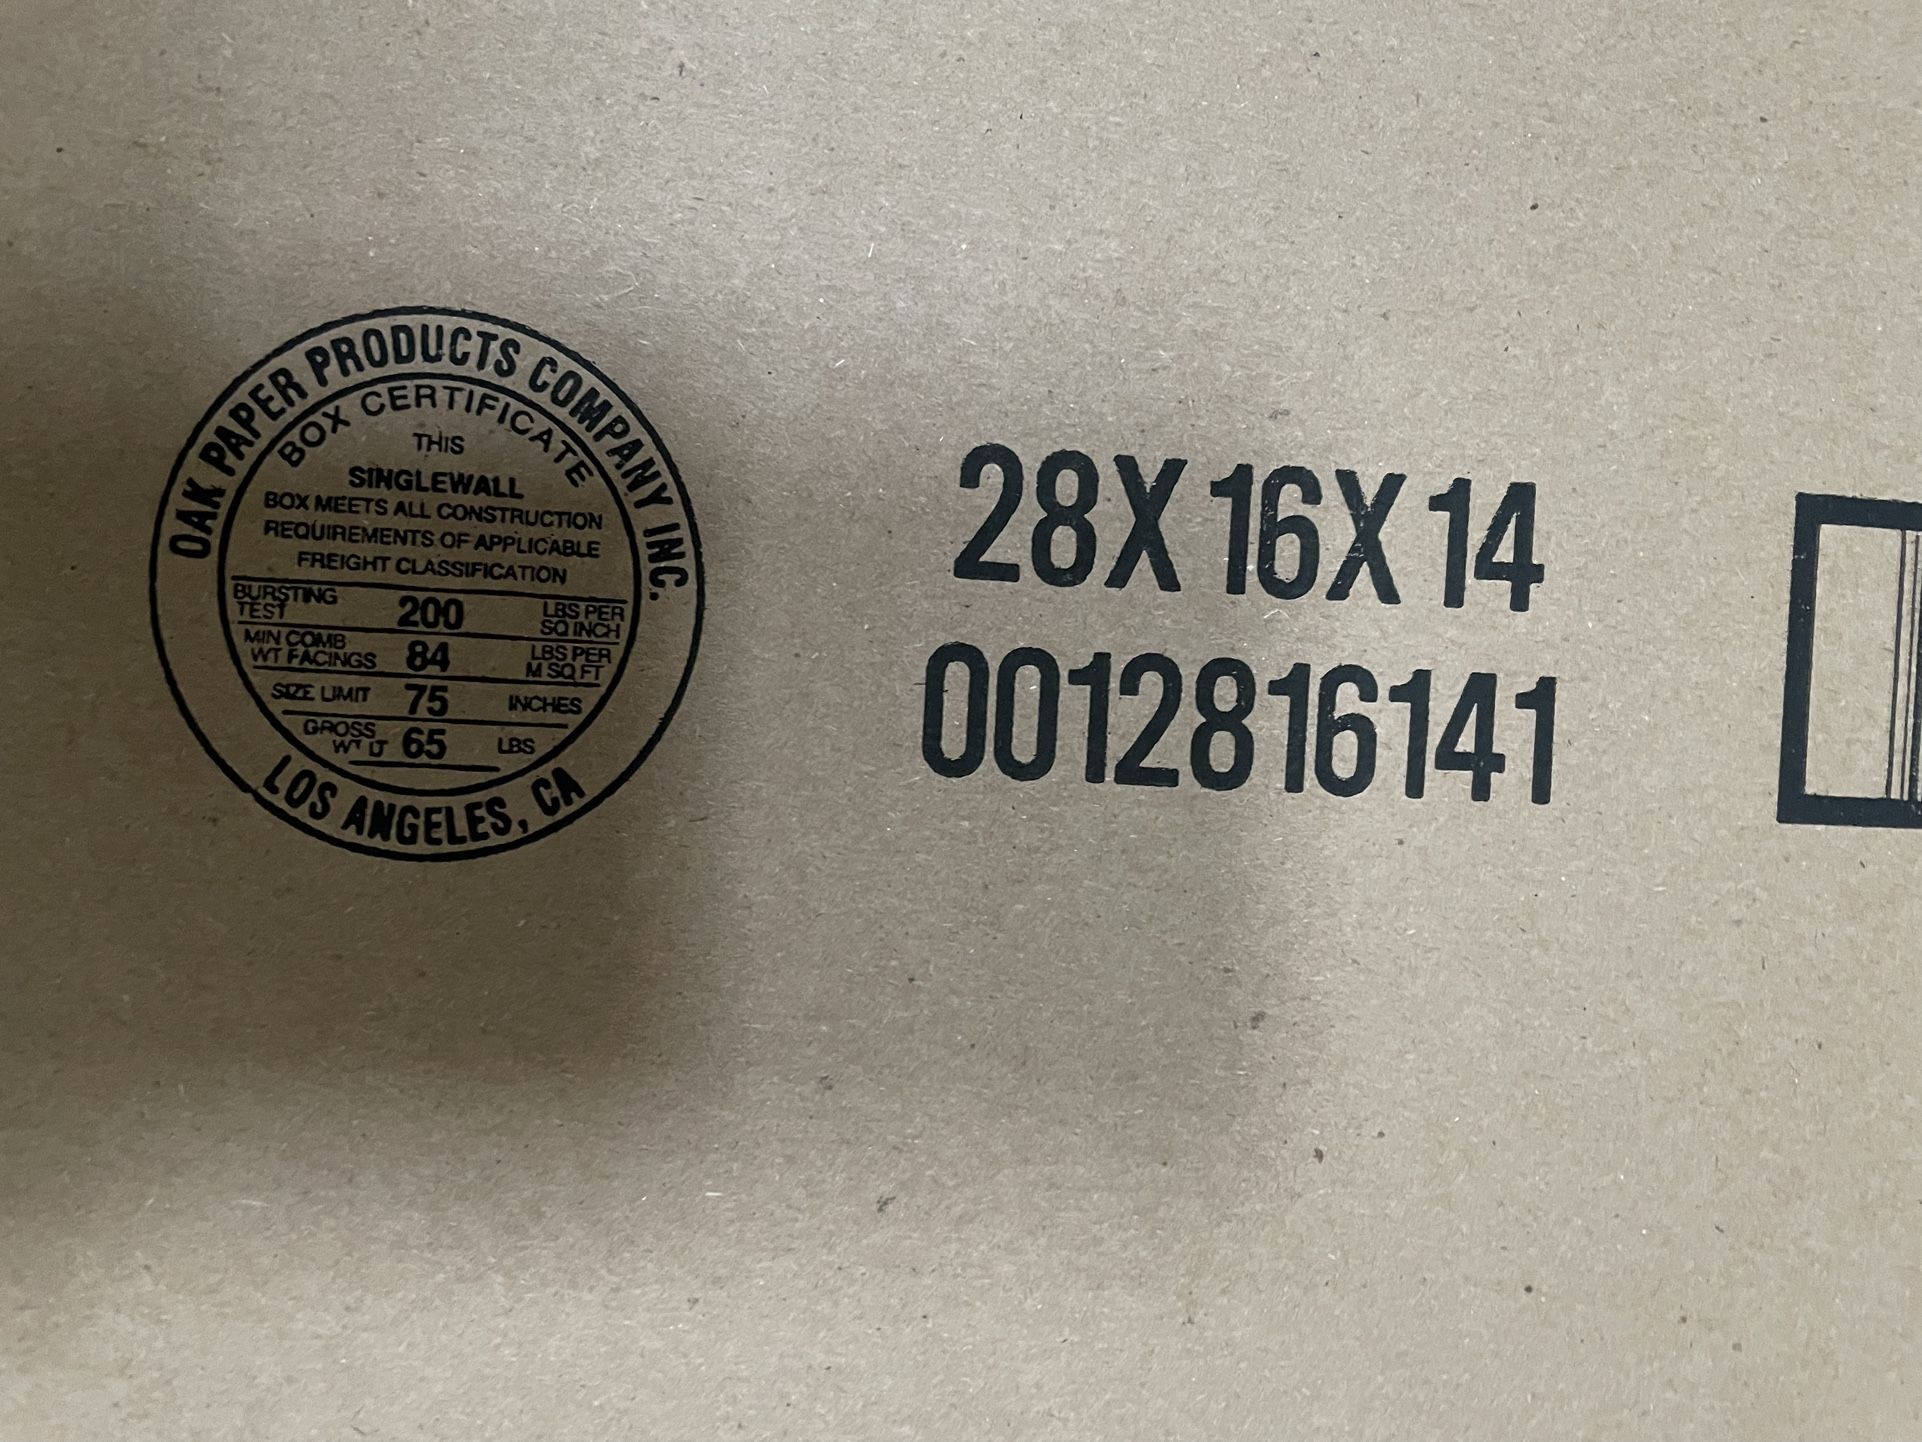 OAK PAPER PRODUCTS COMPANY INC.
BOX CERTIFICATE
THIS
SINGLEWALL
BOX MEETS ALL CONSTRUCTION
REQUIREMENTS OF APPLICABLE
FREIGHT CLASSIFICATION
BURSTING TEST 200 LBS PER SQ INCH
MIN COMB WT FACINGS 84 LBS PER M SQ FT
SIZE LIMIT 75 INCHES
GROSS WT LT 65 LBS
LOS ANGELES, CA
28X16X14
0012816141